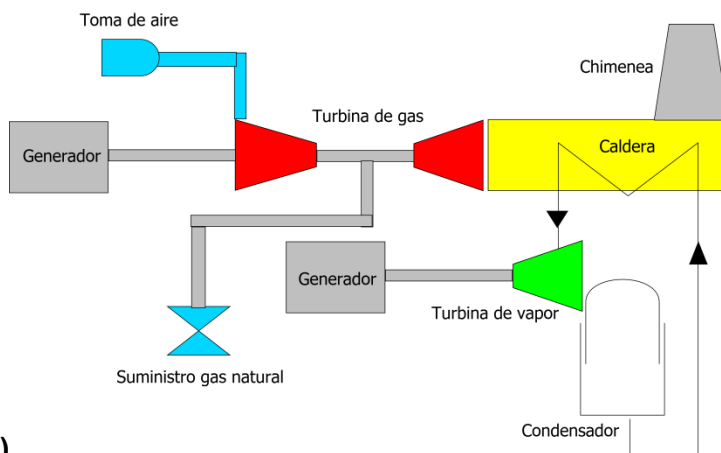 Toma de aire
Chimenea
Turbina de gas
Generador
Caldera
Generador
Turbina de vapor
Suministro gas natural
Condensador
)